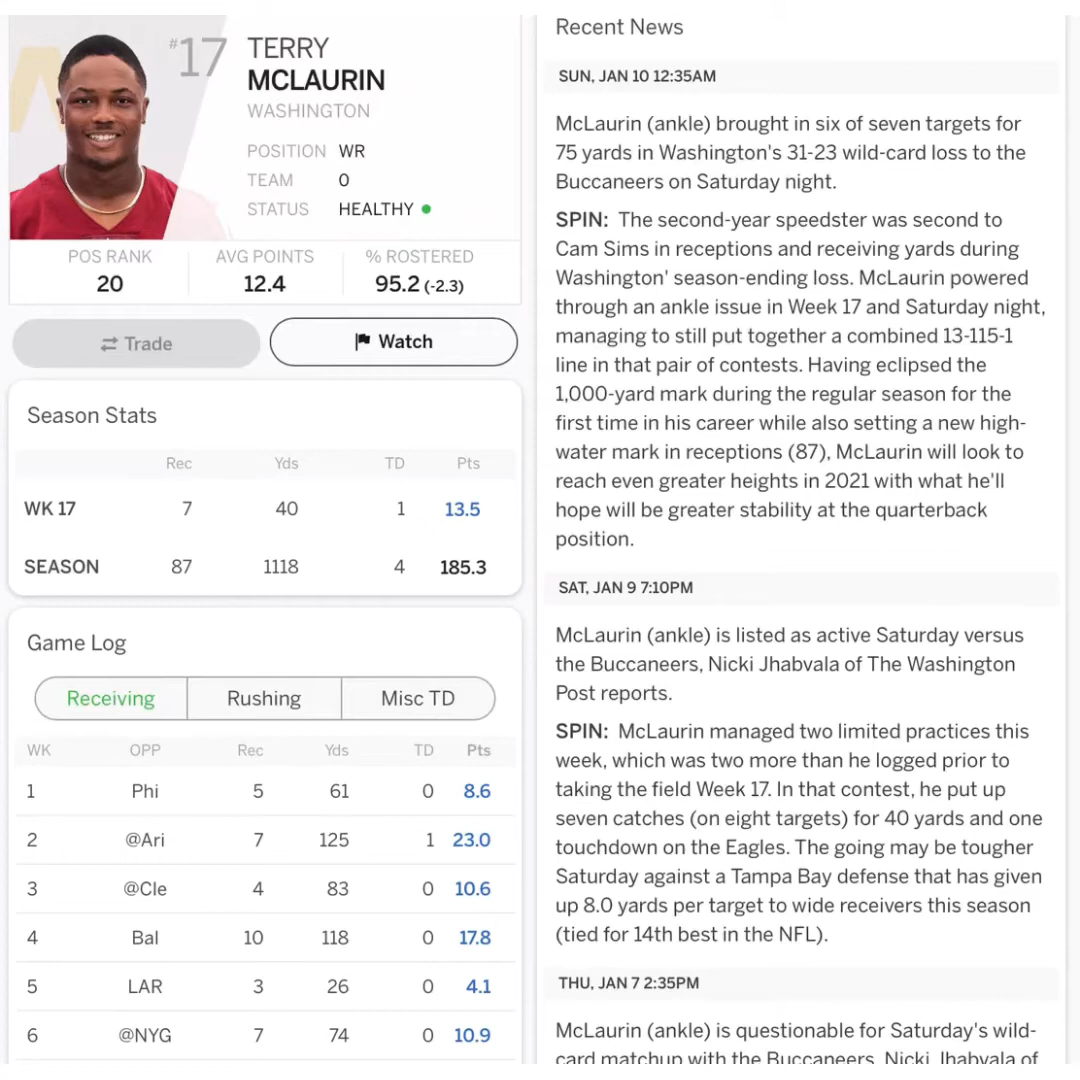 #17
TERRY
MCLAURIN
WASHINGTON
POSITION WR
TEAM 0
STATUS HEALTHY
POS RANK AVG POINTS % ROSTERED
20 12.4 95.2 (-2.3)
Trade Watch
Season Stats
Rec Yds TD Pts
WK 17 7 40 1 13.5
SEASON 87 1118 4 185.3
Game Log
Receiving Rushing Misc TD
WK OPP Rec Yds TD Pts
1 Phi 5 61 0 8.6
2 @Ari 7 125 1 23.0
3 @Cle 4 83 0 10.6
4 Bal 10 118 0 17.8
5 LAR 3 26 0 4.1
6 @NYG 7 74 0 10.9
Recent News
SUN, JAN 10 12:35AM
McLaurin (ankle) brought in six of seven targets for
75 yards in Washington's 31-23 wild-card loss to the
Buccaneers on Saturday night.
SPIN: The second-year speedster was second to
Cam Sims in receptions and receiving yards during
Washington' season-ending loss. McLaurin powered
through an ankle issue in Week 17 and Saturday night,
managing to still put together a combined 13-115-1
line in that pair of contests. Having eclipsed the
1,000-yard mark during the regular season for the
first time in his career while also setting a new high-
water mark in receptions (87), McLaurin will look to
reach even greater heights in 2021 with what he'll
hope will be greater stability at the quarterback
position.
SAT, JAN 9 7:10PM
McLaurin (ankle) is listed as active Saturday versus
the Buccaneers, Nicki Jhabvala of The Washington
Post reports.
SPIN: McLaurin managed two limited practices this
week, which was two more than he logged prior to
taking the field Week 17. In that contest, he put up
seven catches (on eight targets) for 40 yards and one
touchdown on the Eagles. The going may be tougher
Saturday against a Tampa Bay defense that has given
up 8.0 yards per target to wide receivers this season
(tied for 14th best in the NFL).
THU, JAN 7 2:35PM
McLaurin (ankle) is questionable for Saturday's wild-
card matchup with the Buccaneers, Nicki Jhabvala of